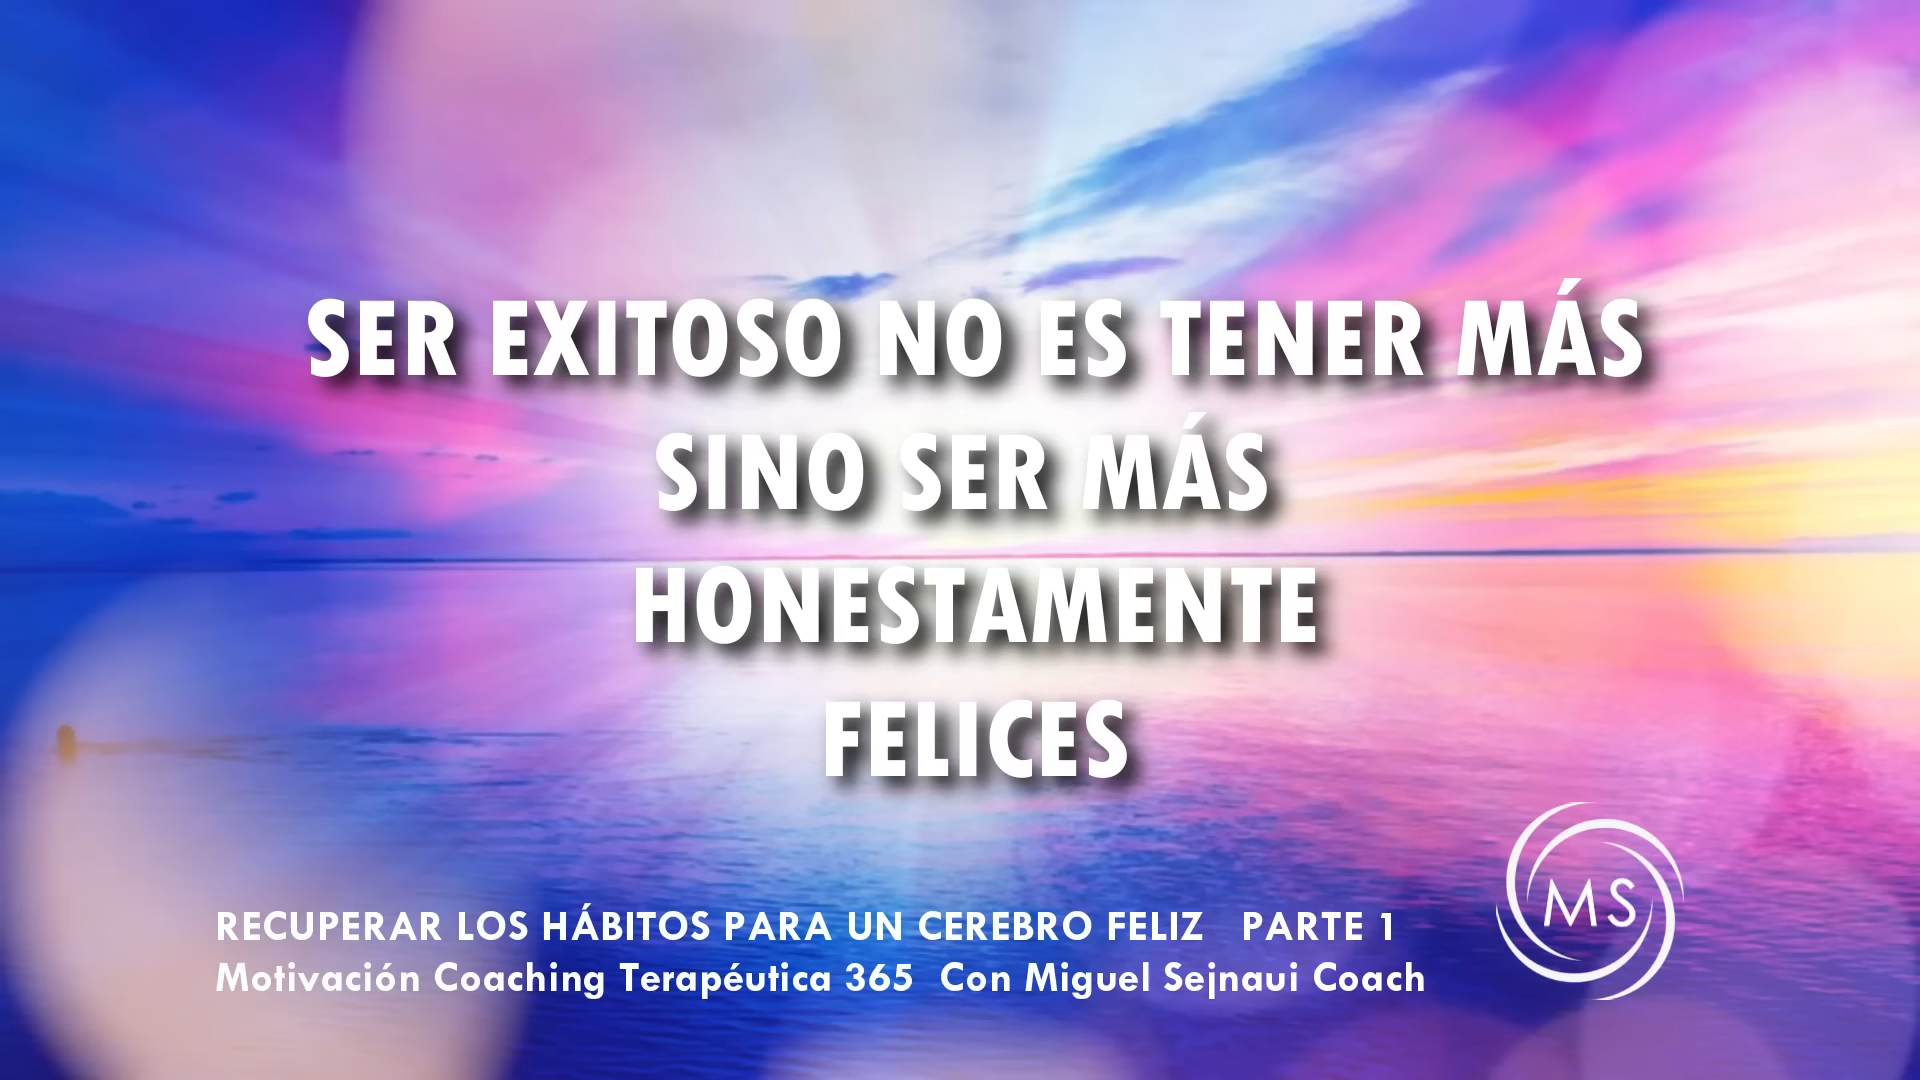 SER EXITOSO NO ES TENER MÁS
SINO SER MÁS
HONESTAMENTE
FELICES
RECUPERAR LOS HÁBITOS PARA UN CEREBRO FELIZ PARTE 1
Motivación Coaching Terapéutica 365 Con Miguel Sejnaui Coach
MS